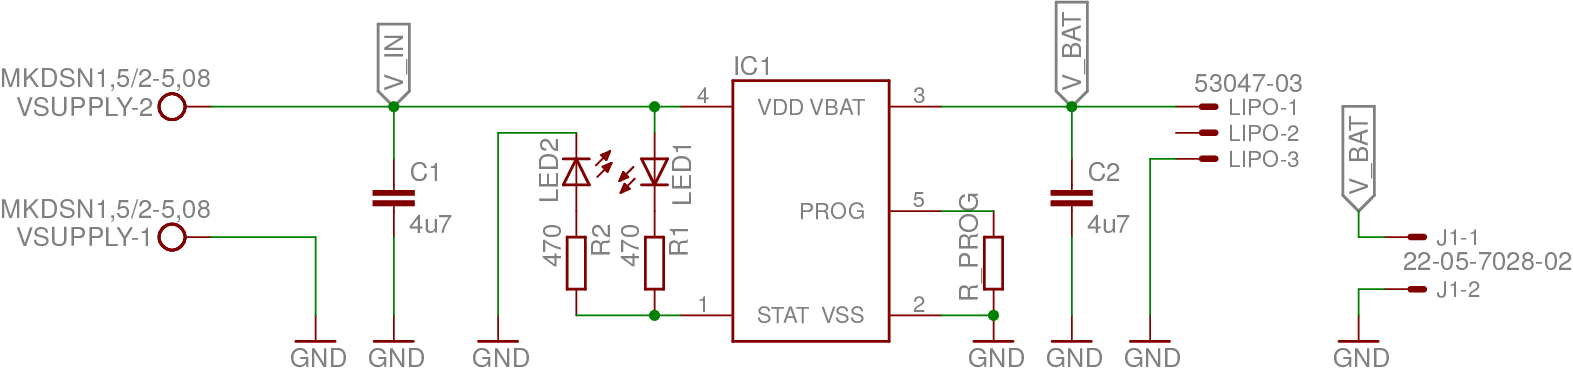 MKDSN1,5/2-5,08
VSUPPLY-2
V_IN
C1
4u7
MKDSN1,5/2-5,08
VSUPPLY-1
GND
GND
GND
LED2
LED1
470
R2
470
R1
IC1
4
VDD VBAT
3
PROG
5
1
STAT VSS
2
R_PROG
GND
V_BAT
C2
4u7
GND
53047-03
LIPO-1
LIPO-2
LIPO-3
GND
V_BAT
J1-1
22-05-7028-02
J1-2
GND